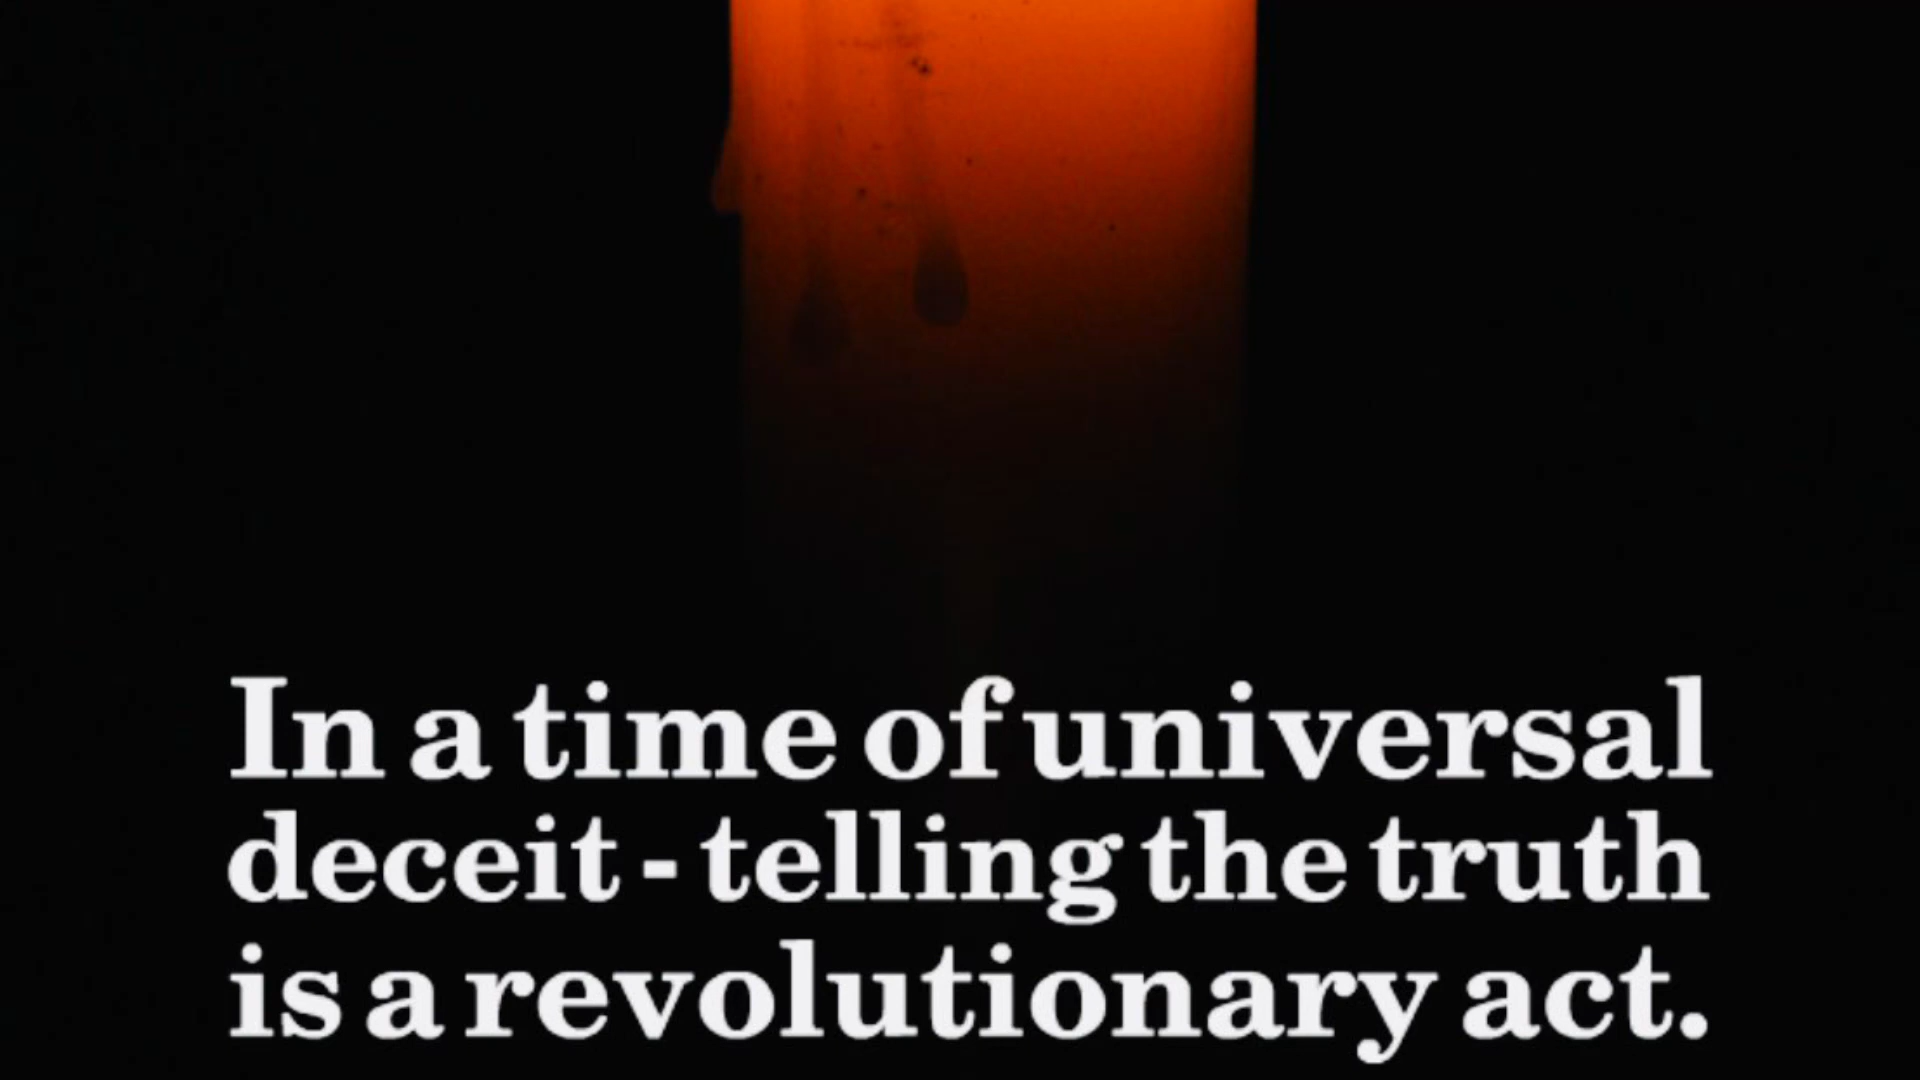 In a time of universal
deceit - telling the truth
is a revolutionary act.